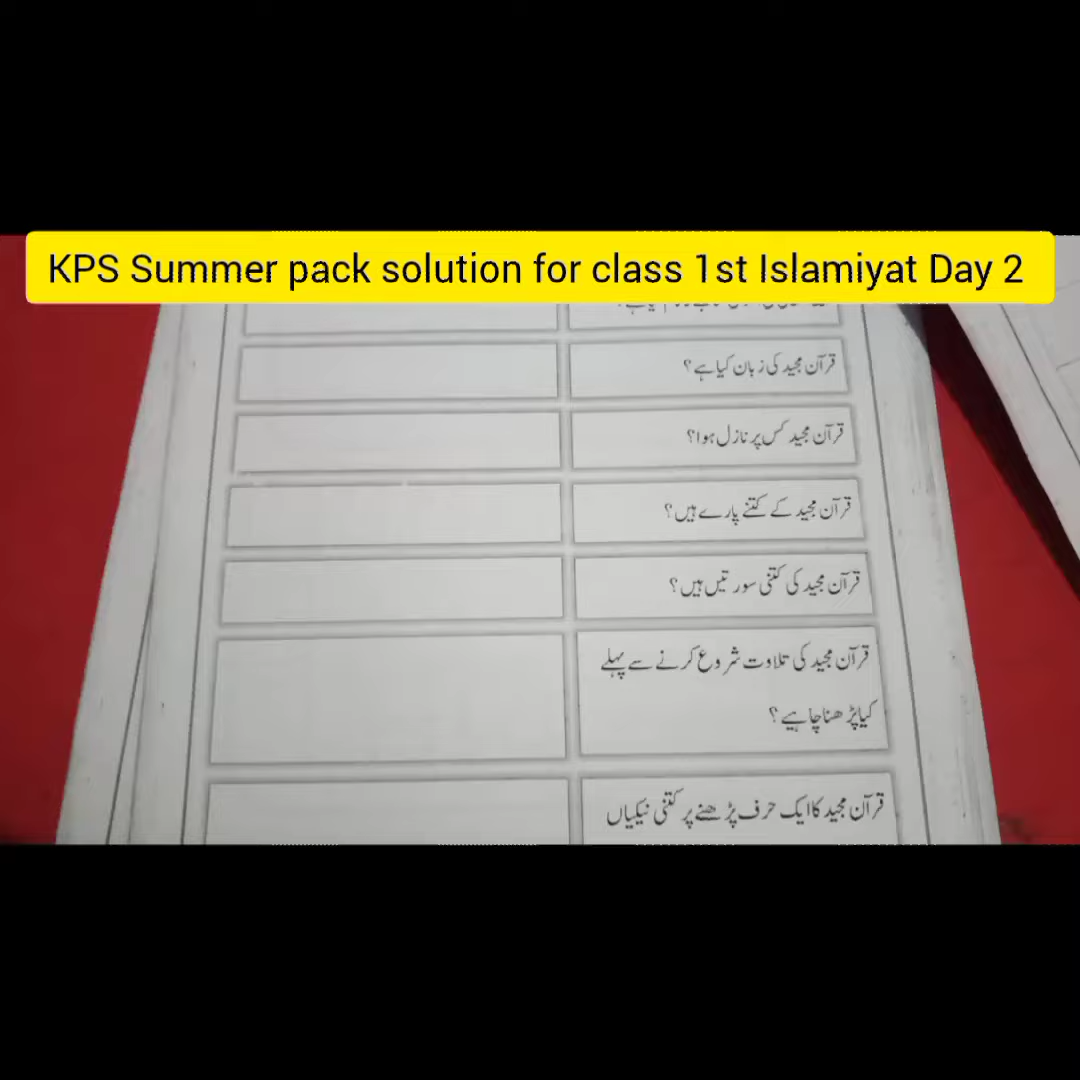 KPS Summer pack solution for class 1st Islamiyat Day 2
قرآن مجید کی زبان کیا ہے؟
قرآن مجید کس پر نازل ہوا؟
قرآن مجید کے کتنے پارے ہیں؟
قرآن مجید کی کتنی سورتیں ہیں؟
قرآن مجید کی تلاوت شروع کرنے سے پہلے
کیا پڑھنا چاہیے؟
قرآن مجید کا ایک حرف پڑھنے پر کتنی نیکیاں